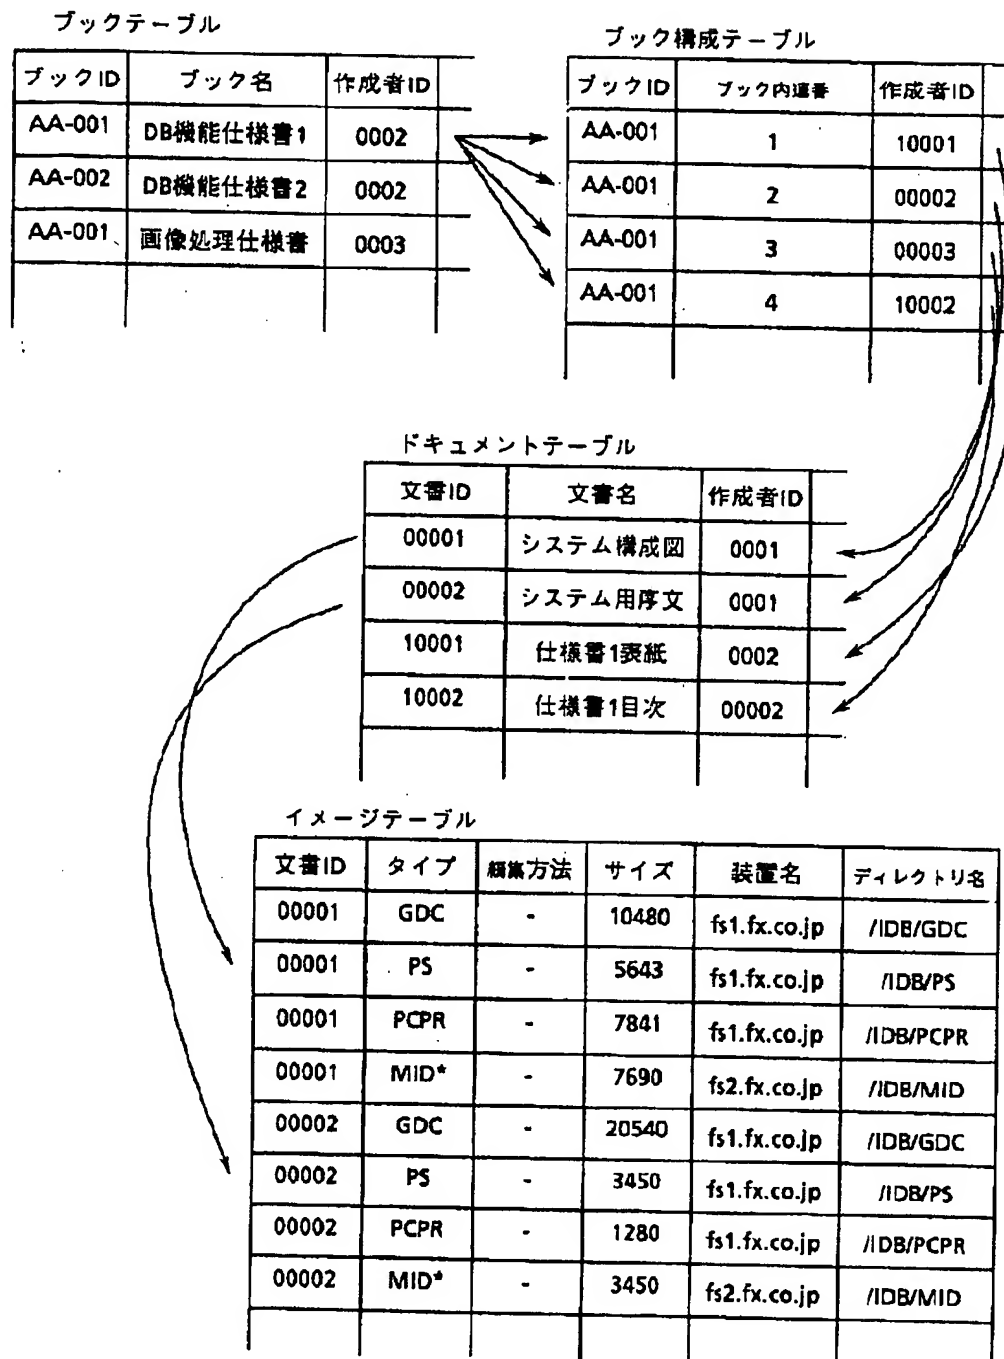 ブックテーブル
ブックID ブック名 作成者ID
AA-001 DB機能仕様書1 0002
AA-002 DB機能仕様書2 0002
AA-001 画像処理仕様書 0003
ブック構成テーブル
ブックID ブック内連番 作成者ID
AA-001 1 10001
AA-001 2 00002
AA-001 3 00003
AA-001 4 10002
ドキュメントテーブル
文書ID 文書名 作成者ID
00001 システム構成図 0001
00002 システム用序文 0001
10001 仕様書1表紙 0002
10002 仕様書1目次 00002
イメージテーブル
文書ID タイプ 編集方法 サイズ 装置名 ディレクトリ名
00001 GDC - 10480 fs1.fx.co.jp /IDB/GDC
00001 PS - 5643 fs1.fx.co.jp /IDB/PS
00001 PCPR - 7841 fs1.fx.co.jp /IDB/PCPR
00001 MID* - 7690 fs2.fx.co.jp /IDB/MID
00002 GDC - 20540 fs1.fx.co.jp /IDB/GDC
00002 PS - 3450 fs1.fx.co.jp /IDB/PS
00002 PCPR - 1280 fs1.fx.co.jp /IDB/PCPR
00002 MID* - 3450 fs2.fx.co.jp /IDB/MID